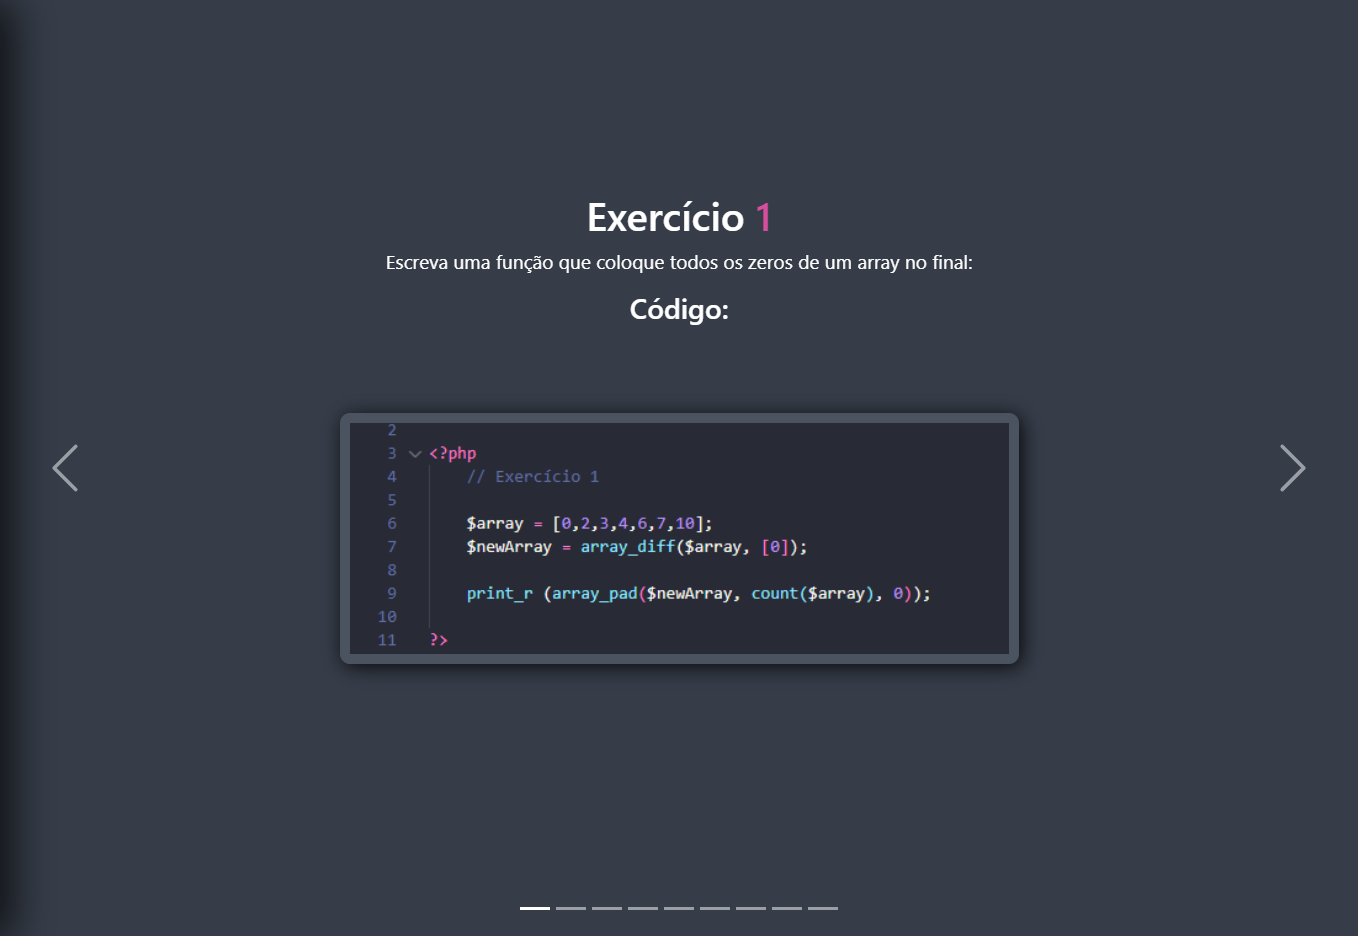 Exercício 1
Escreva uma função que coloque todos os zeros de um array no final:
Código:
2
3 <?php
4 // Exercício 1
5
6 $array = [0,2,3,4,6,7,10];
7 $newArray = array_diff($array, [0]);
8
9 print_r (array_pad($newArray, count($array), 0));
10
11 ?>